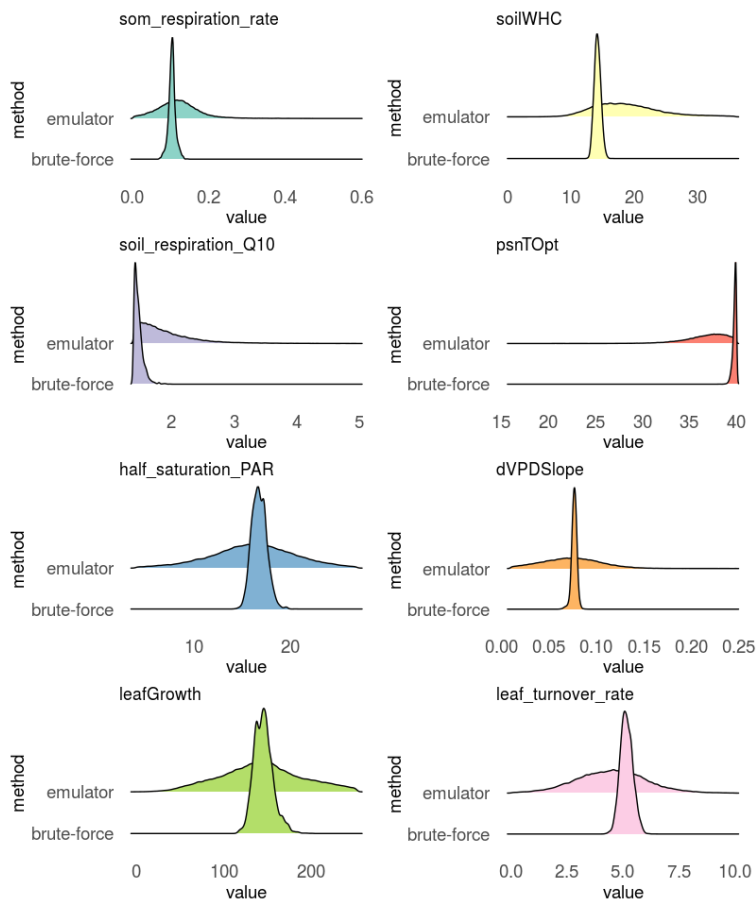 som_respiration_rate
method
emulator
brute-force
0.0 0.2 0.4 0.6
value
soilWHC
method
emulator
brute-force
0 10 20 30
value
soil_respiration_Q10
method
emulator
brute-force
2 3 4 5
value
psnTOpt
method
emulator
brute-force
15 20 25 30 35 40
value
half_saturation_PAR
method
emulator
brute-force
10 20
value
dVPDSlope
method
emulator
brute-force
0.00 0.05 0.10 0.15 0.20 0.25
value
leafGrowth
method
emulator
brute-force
0 100 200
value
leaf_turnover_rate
method
emulator
brute-force
0.0 2.5 5.0 7.5 10.0
value